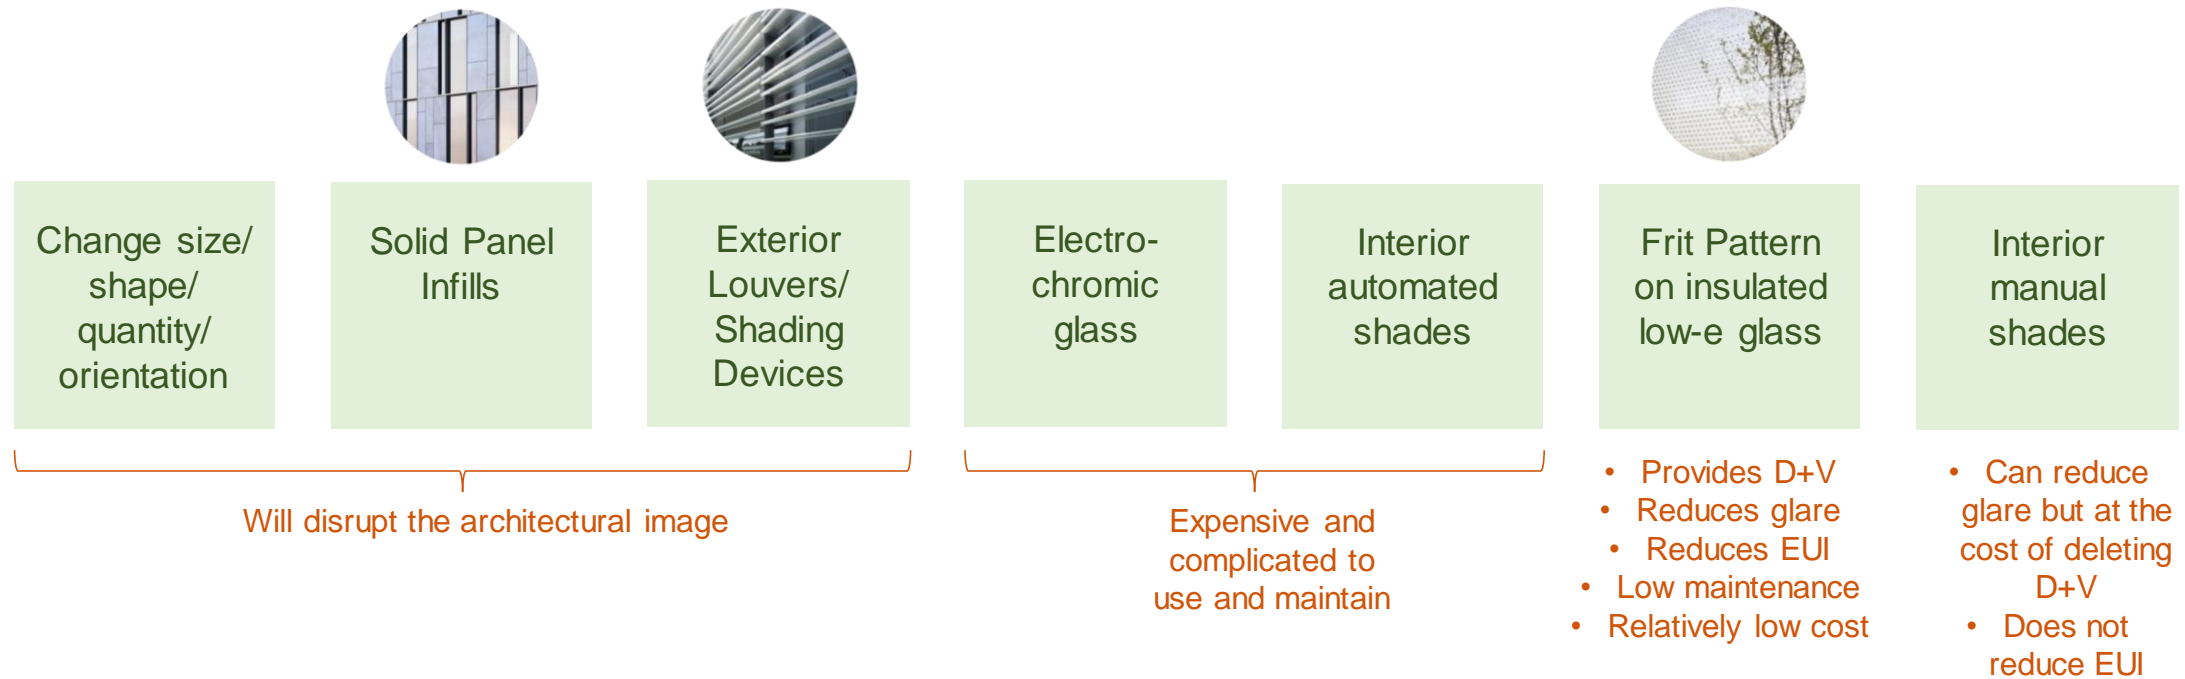 Change size/
shape/
quantity/
orientation
Solid Panel
Infills
Exterior
Louvers/
Shading
Devices
Electro-
chromic
glass
Interior
automated
shades
Frit Pattern
on insulated
low-e glass
Interior
manual
shades
Will disrupt the architectural image
Expensive and
complicated to
use and maintain
• Provides D+V
• Reduces glare
• Reduces EUI
• Low maintenance
• Relatively low cost
• Can reduce
glare but at the
cost of deleting
D+V
• Does not
reduce EUI